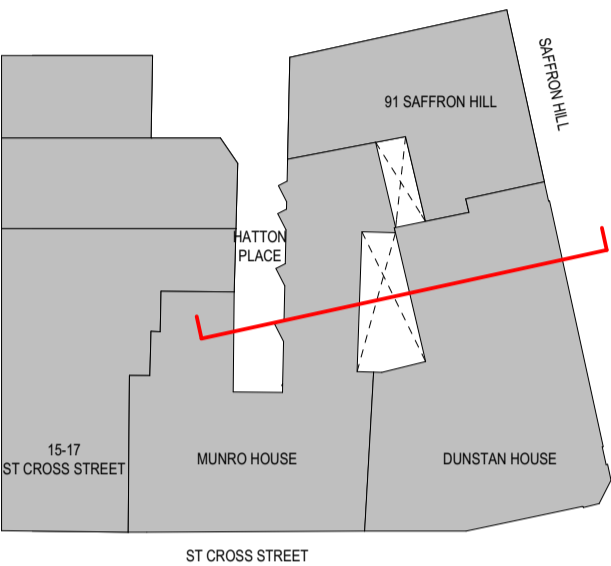 SAFFRON HILL
91 SAFFRON HILL
HATTON
PLACE
15-17
ST CROSS STREET
MUNRO HOUSE
DUNSTAN HOUSE
ST CROSS STREET